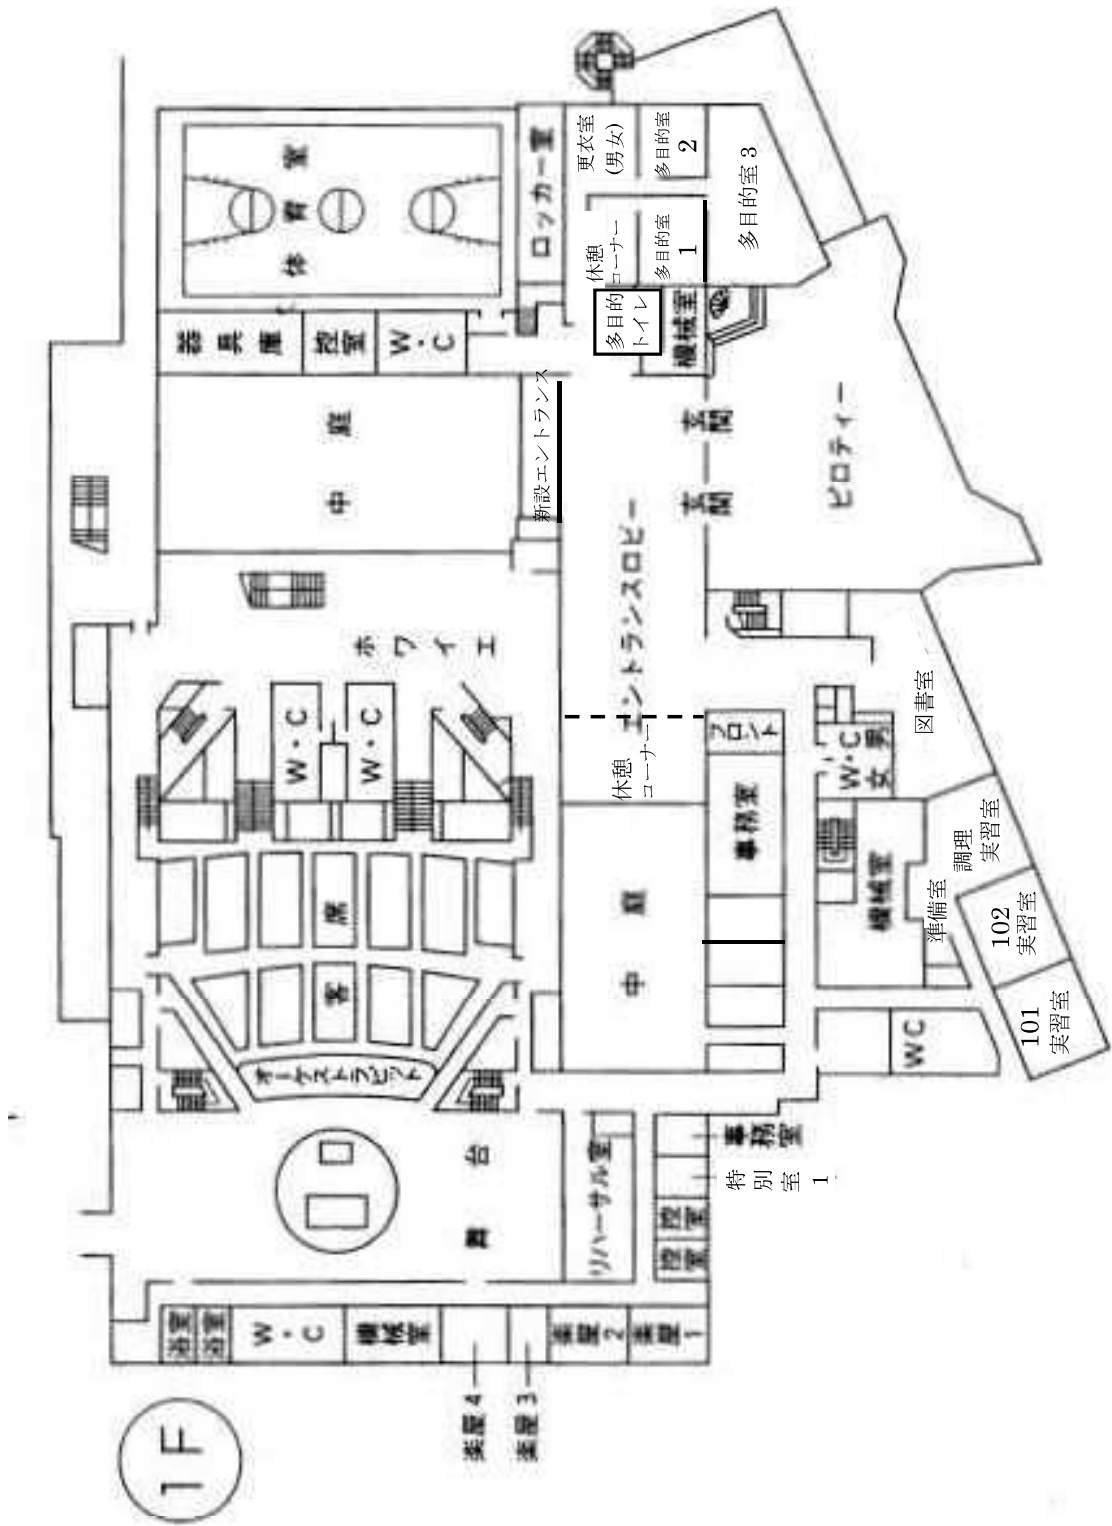 1F
体育室
ロッカー室
更衣室
(男女)
多目的室
2
多目的室 3
休憩
コーナー
多目的室
1
多目的
トイレ
機械室
器具庫
控室
W・C
中庭
新設エントランス
玄関
玄関
ピロティー
エントランスロビー
ホワイエ
W・C
W・C
休憩
コーナー
フロント
事務室
W・C
男
女
図書室
調理
実習室
準備室
機械室
102
実習室
101
実習室
WC
中庭
客席
オーケストラピット
舞台
リハーサル室
事務室
特別室1
控室
控室
浴室
浴室
W・C
機械室
楽屋4
楽屋3
楽屋2
楽屋1